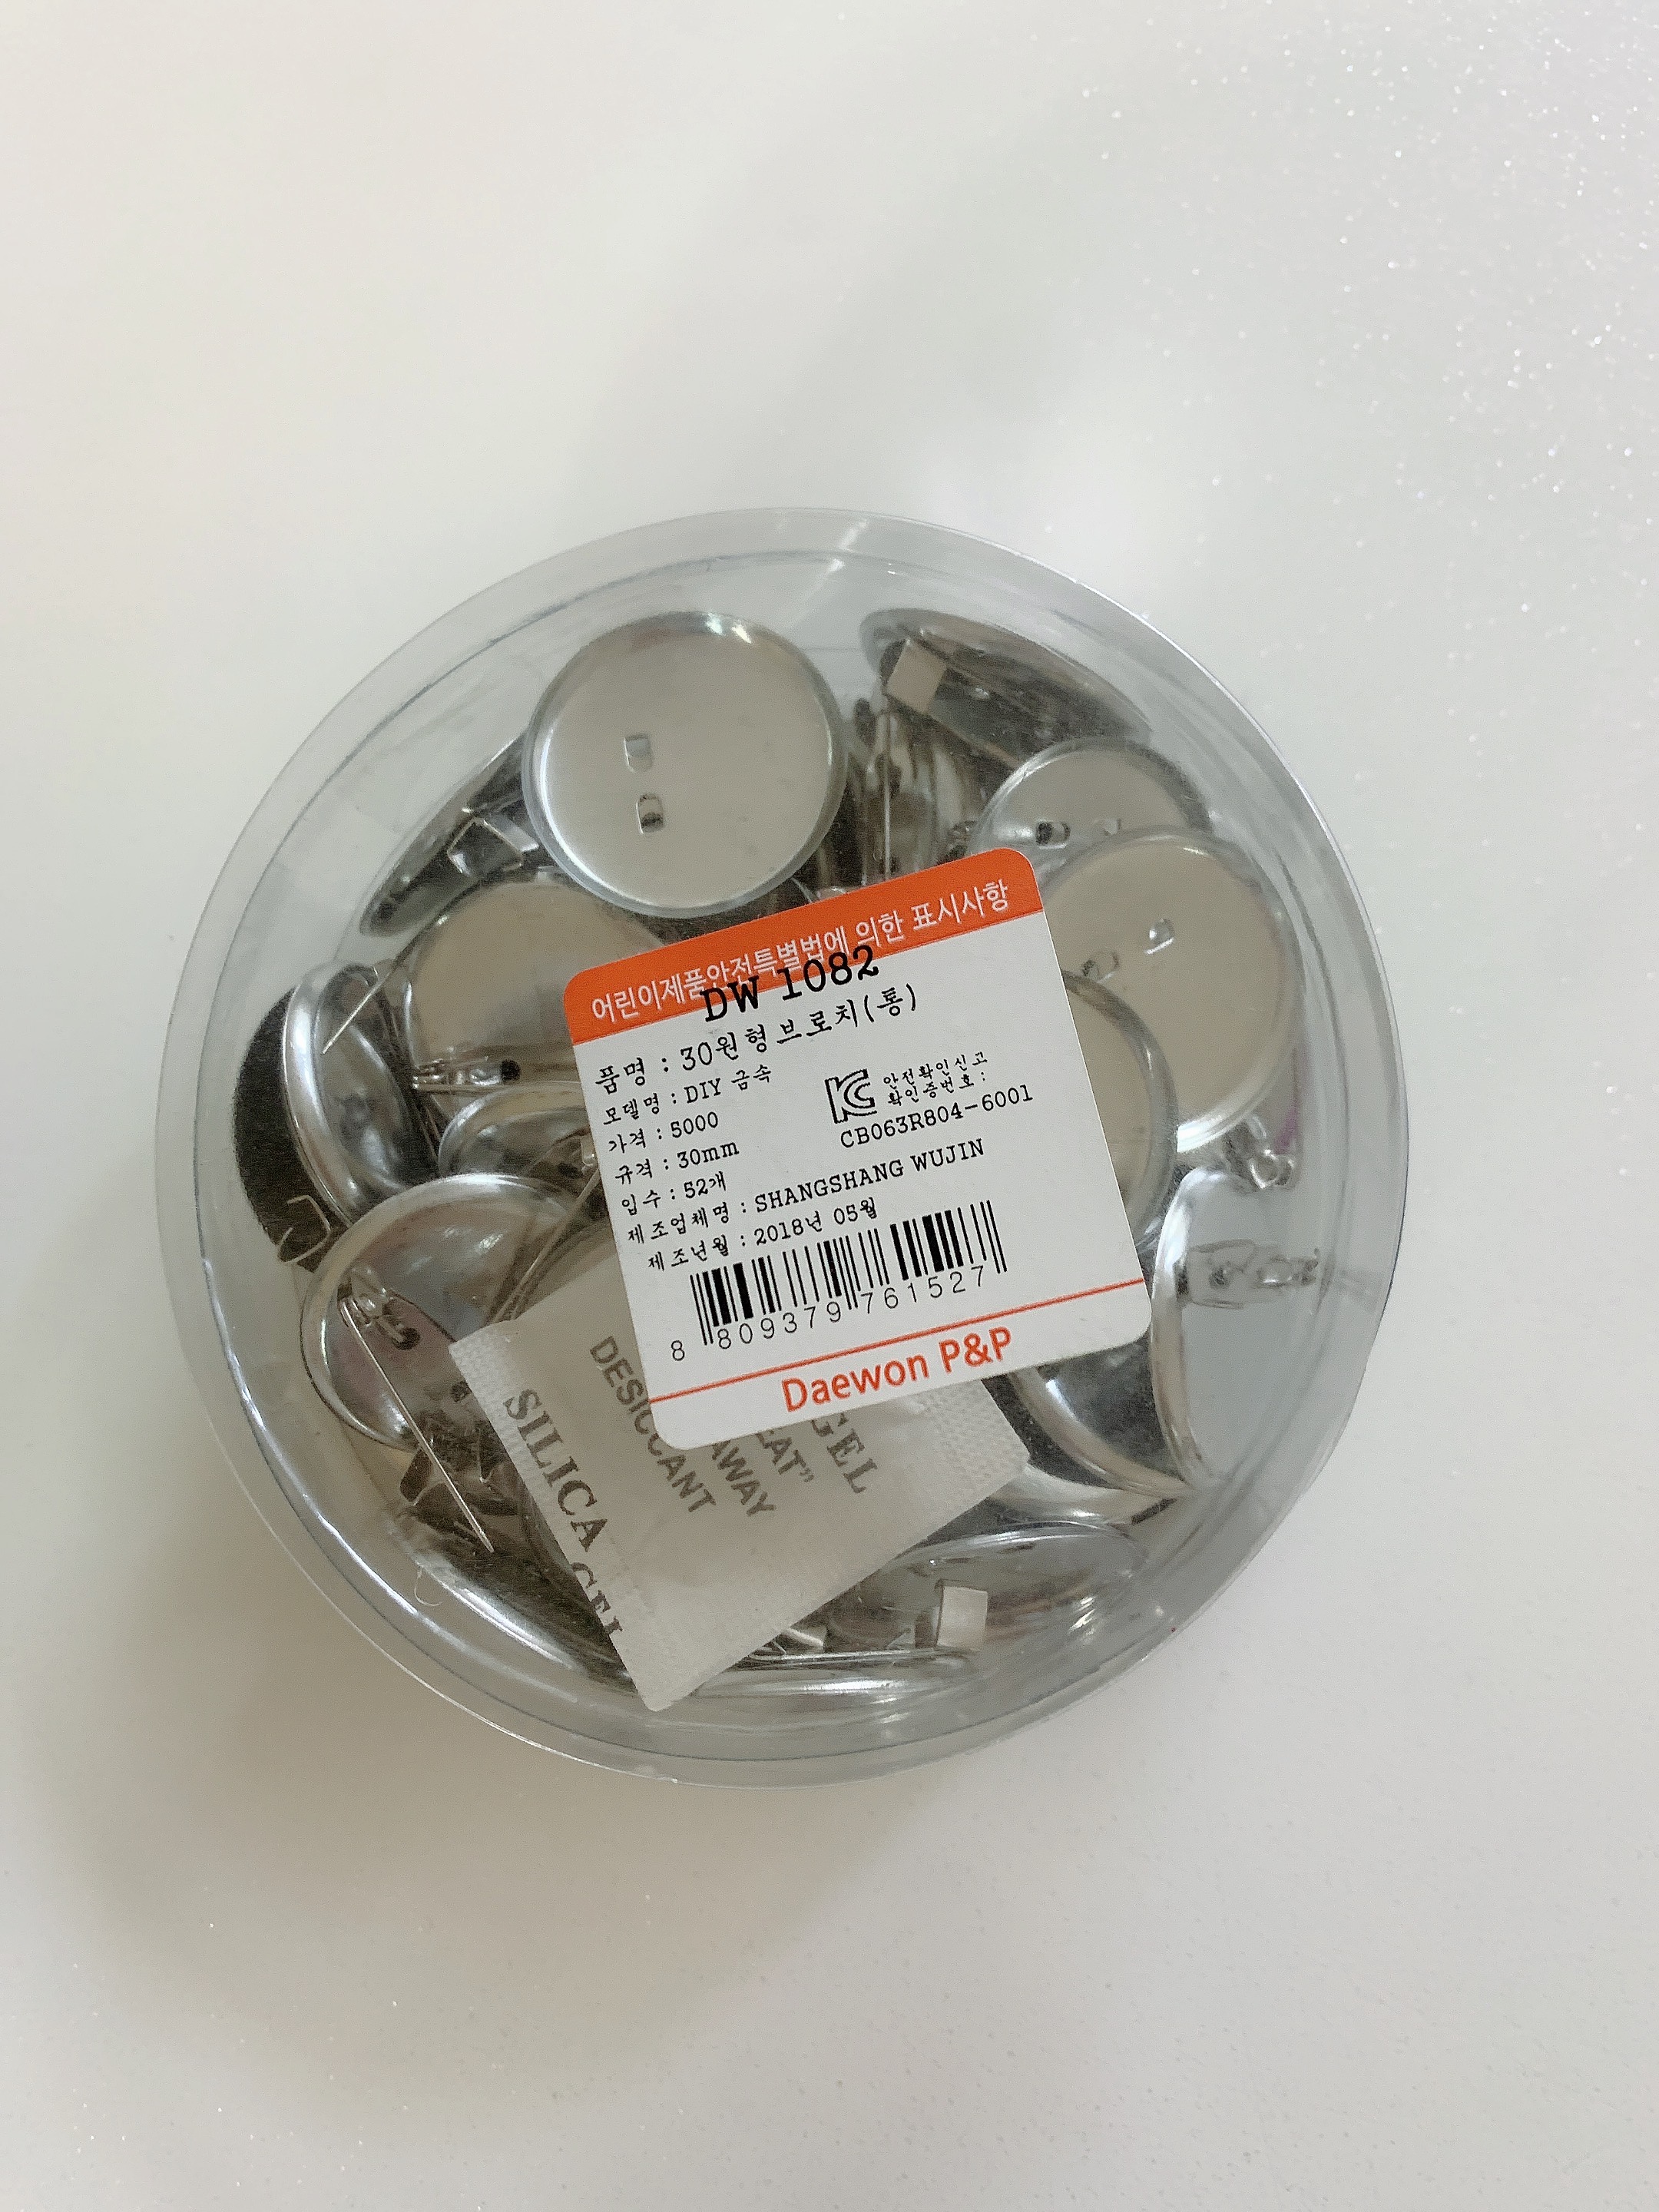 어린이제품안전특별법에 의한 표시사항
DW 1082
품명 : 30원형브로치(통)
모델명 : DIY 금속
가격 : 5000
규격 : 30mm
입수 : 52개
안전확인신고
확인증번호 :
CB063R804-6001
제조업체명 : SHANGSHANG WUJIN
제조년월 : 2018년 05월
8 809379 761527
Daewon P&P
SILICA GEL
DESICCANT
AWAY
EAT"
GEL